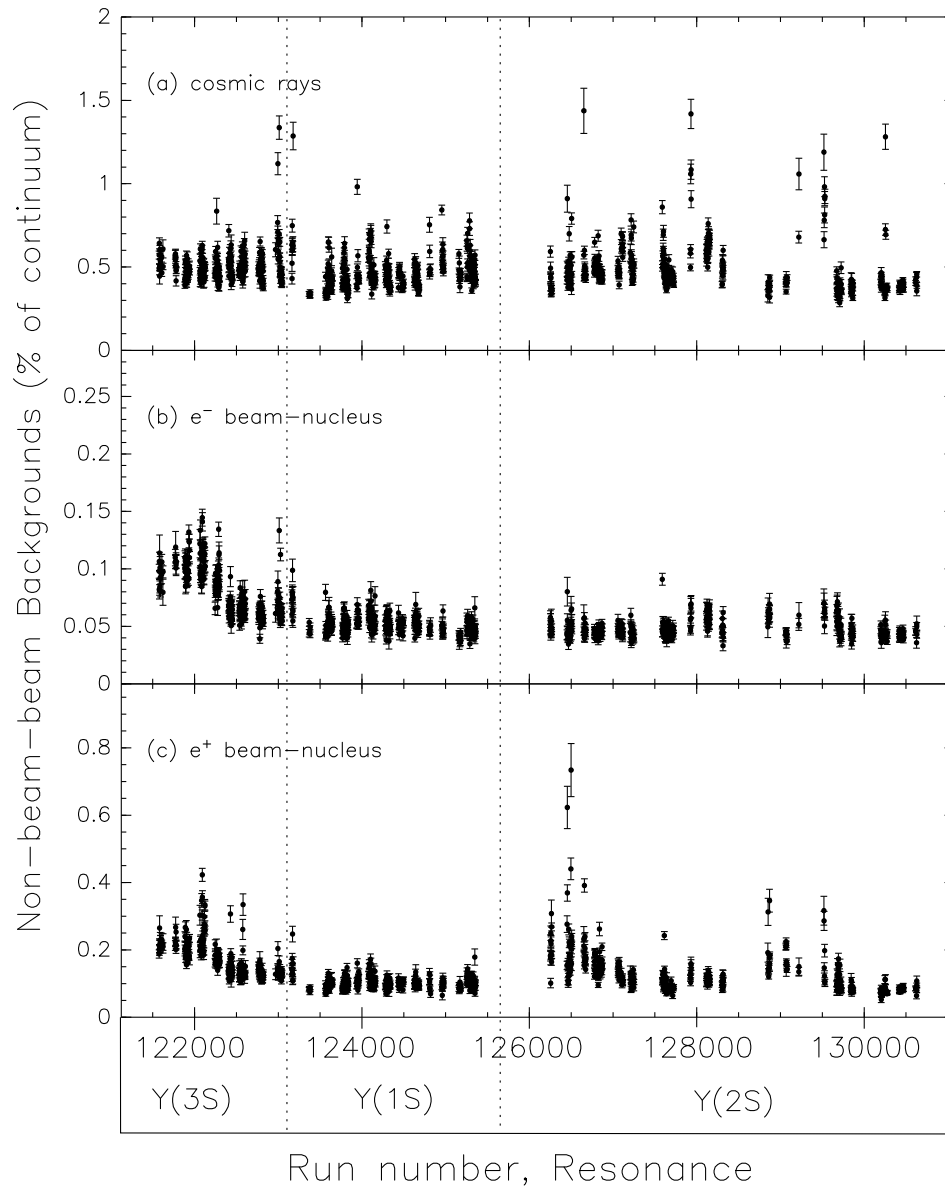 Non-beam-beam Backgrounds (% of continuum)
2
(a) cosmic rays
1.5
1
0.5
0
0.25
(b) e⁻ beam-nucleus
0.15
0.1
0.05
0
0.8
(c) e⁺ beam-nucleus
0.6
0.4
0.2
0
122000 124000 126000 128000 130000
Υ(3S) Υ(1S) Υ(2S)
Run number, Resonance